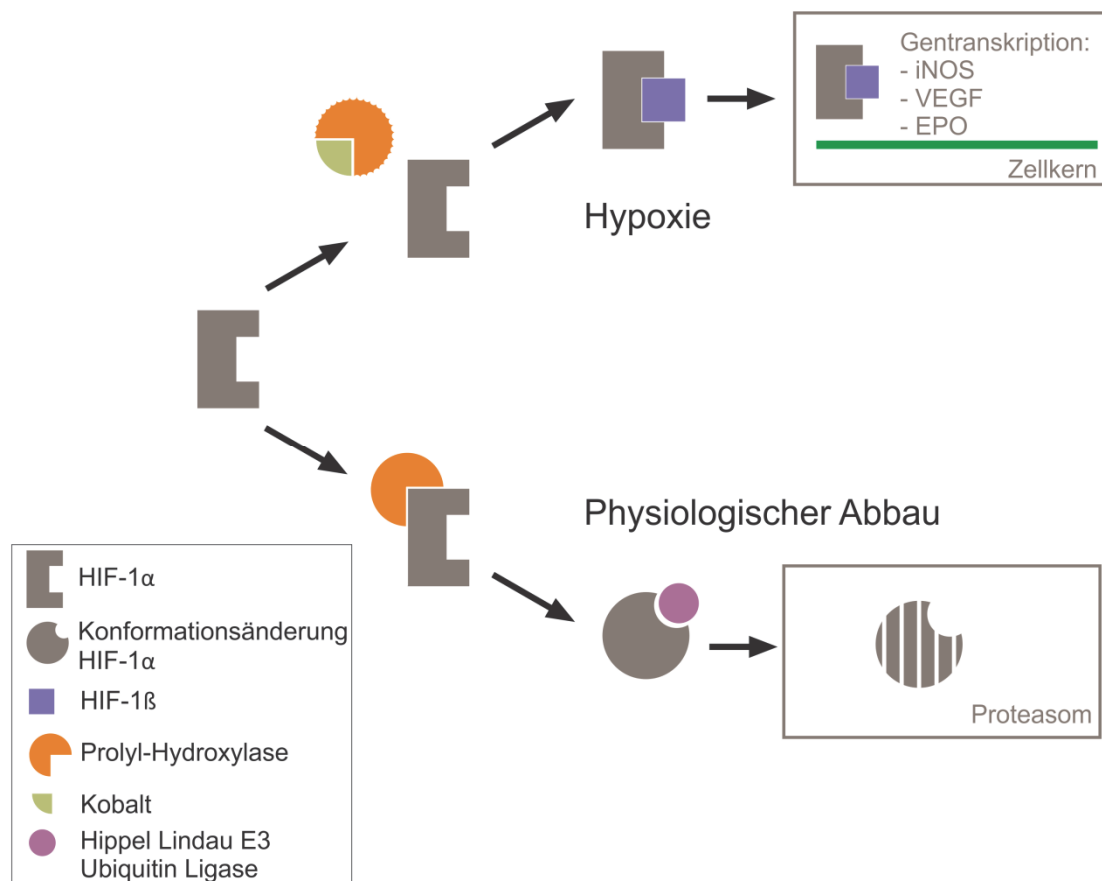 Gentranskription:
- iNOS
- VEGF
- EPO
Zellkern
Hypoxie
Physiologischer Abbau
Proteasom
HIF-1α
Konformationsänderung
HIF-1α
HIF-1ß
Prolyl-Hydroxylase
Kobalt
Hippel Lindau E3
Ubiquitin Ligase